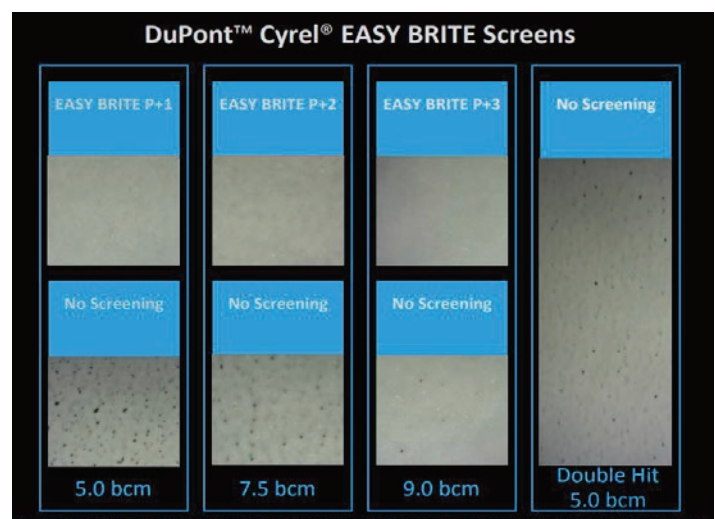 DuPont™ Cyrel® EASY BRITE Screens
EASY BRITE P+1
EASY BRITE P+2
EASY BRITE P+3
No Screening
No Screening
No Screening
No Screening
5.0 bcm
7.5 bcm
9.0 bcm
Double Hit
5.0 bcm